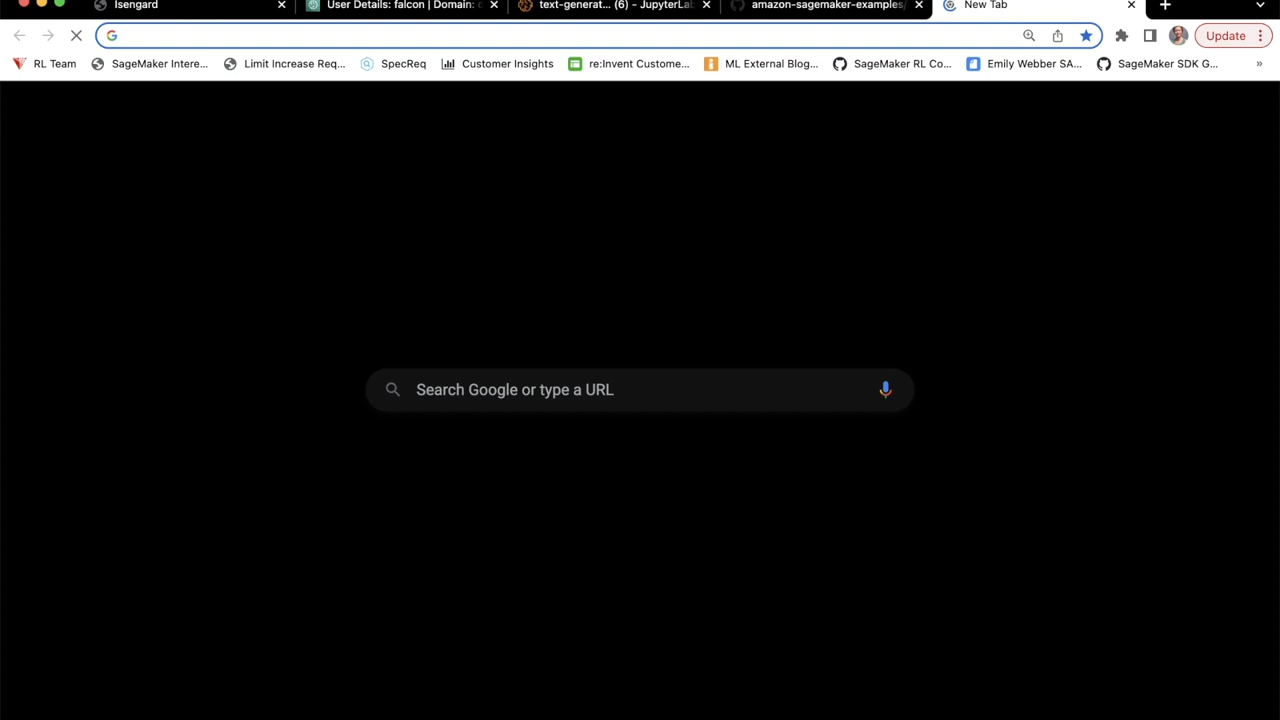 Isengard
User Details: falcon | Domain:
text-generat... (6) - JupyterLab
amazon-sagemaker-examples/
New Tab
Update
RL Team
SageMaker Intere...
Limit Increase Req...
SpecReq
Customer Insights
re:Invent Custome...
ML External Blog...
SageMaker RL Co...
Emily Webber SA...
SageMaker SDK G...
»
Search Google or type a URL